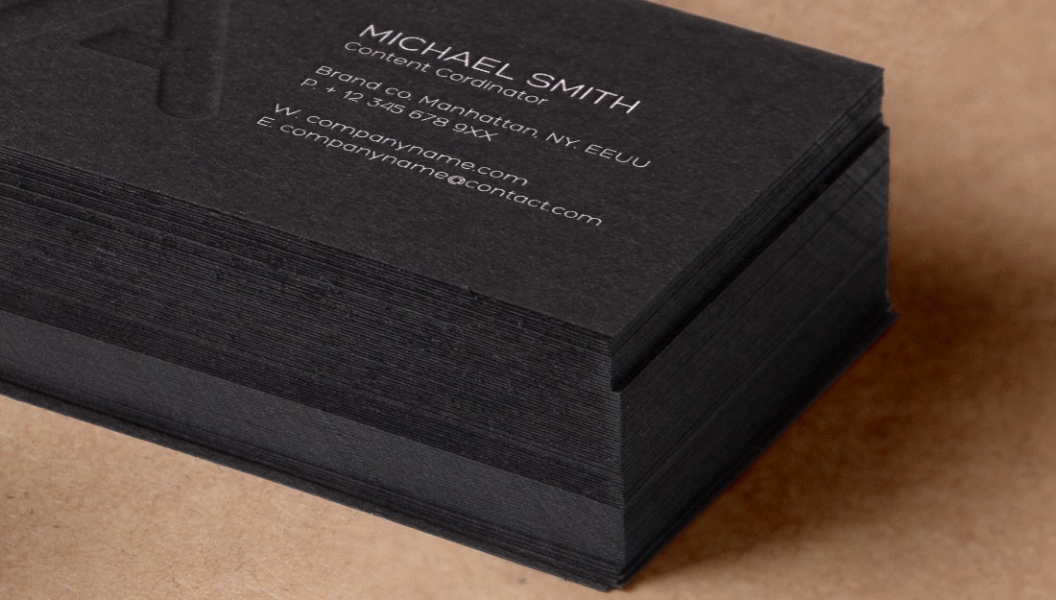 MICHAEL SMITH
Content Cordinator
Brand co. Manhattan, NY. EEUU
P. + 12 345 678 9XX
W. companyname.com
E. companyname@contact.com